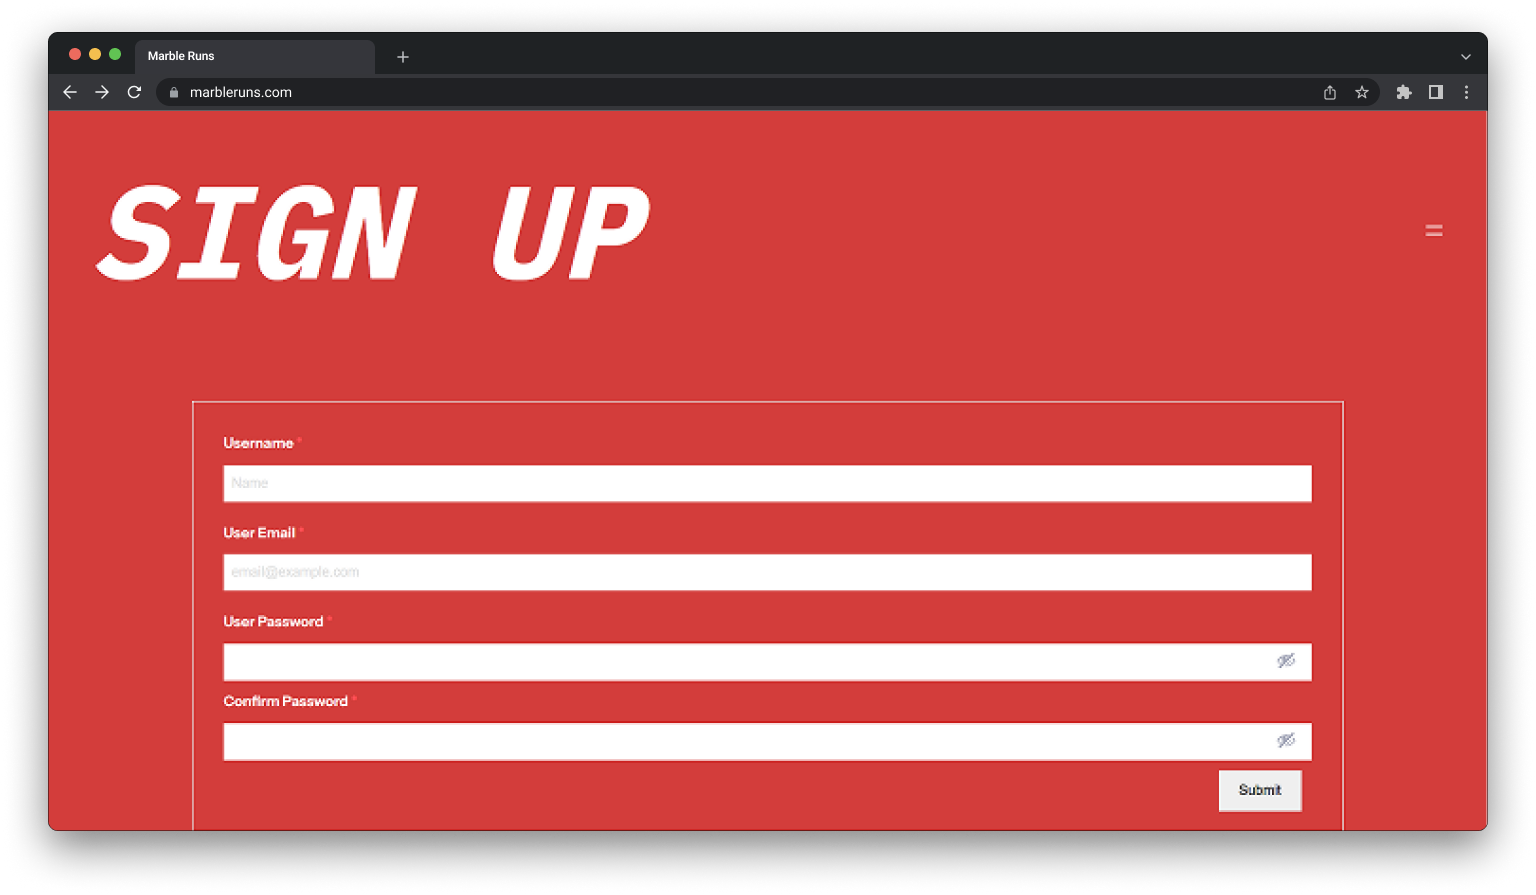 Marble Runs
marbleruns.com
SIGN UP
Username *
Name
User Email *
email@example.com
User Password *
Confirm Password *
Submit